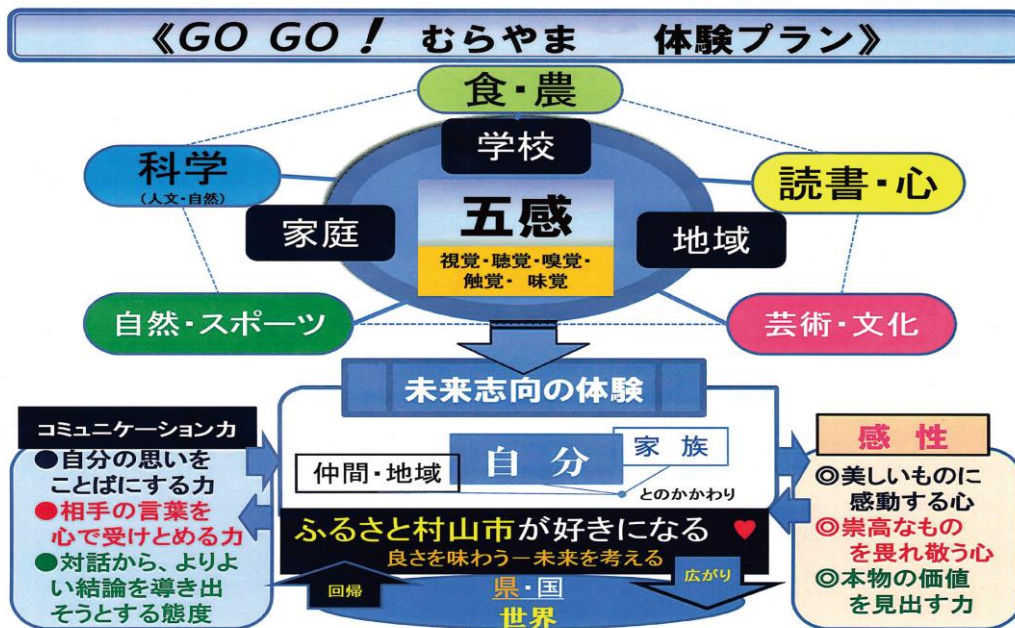 《GO GO！ むらやま 体験プラン》
食・農
学校
科学
（人文・自然）
読書・心
五感
家庭
地域
視覚・聴覚・嗅覚・
触覚・ 味覚
自然・スポーツ
芸術・文化
未来志向の体験
コミュニケーション力
●自分の思いを
ことばにする力
●相手の言葉を
心で受けとめる力
●対話から、よりよ
い結論を導き出
そうとする態度
自分
家族
仲間・地域
とのかかわり
ふるさと村山市が好きになる ♥
良さを味わうー未来を考える
回帰
広がり
県・国
世界
感性
◎美しいものに
感動する心
◎崇高なもの
を畏れ敬う心
◎本物の価値
を見出す力